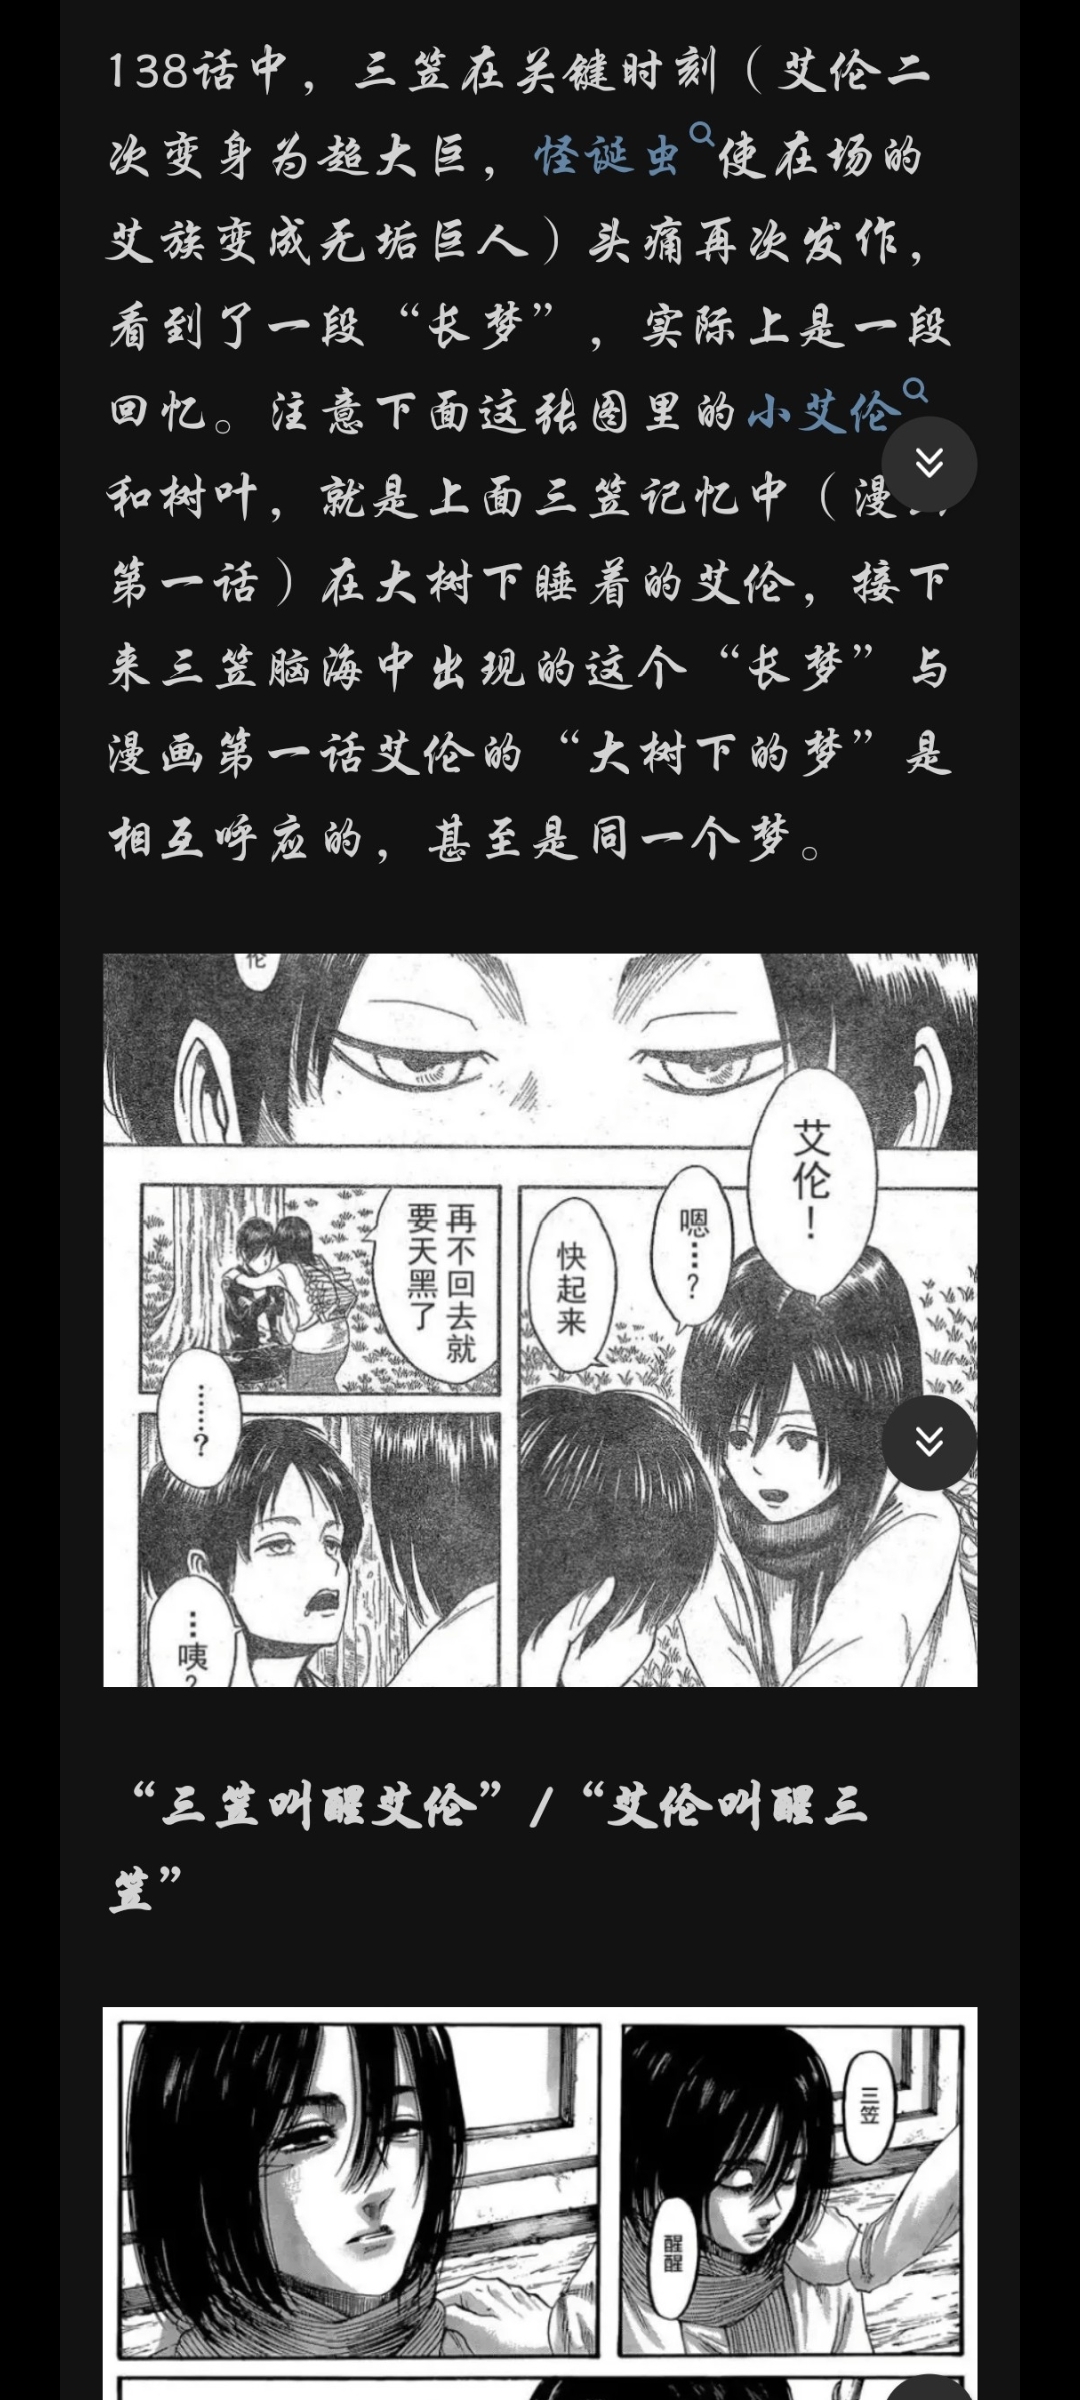 138话中，三笠在关键时刻（艾伦二
次变身为超大巨，怪诞虫使在场的
艾族变成无垢巨人）头痛再次发作，
看到了一段“长梦”，实际上是一段
回忆。注意下面这张图里的小艾伦
和树叶，就是上面三笠记忆中（漫
第一话）在大树下睡着的艾伦，接下
来三笠脑海中出现的这个“长梦”与
漫画第一话艾伦的“大树下的梦”是
相互呼应的，甚至是同一个梦。
伦
艾伦！
嗯…？
快起来
再不回去就
要天黑了
……？
…咦？
“三笠叫醒艾伦”/“艾伦叫醒三
笠”
三笠
醒醒